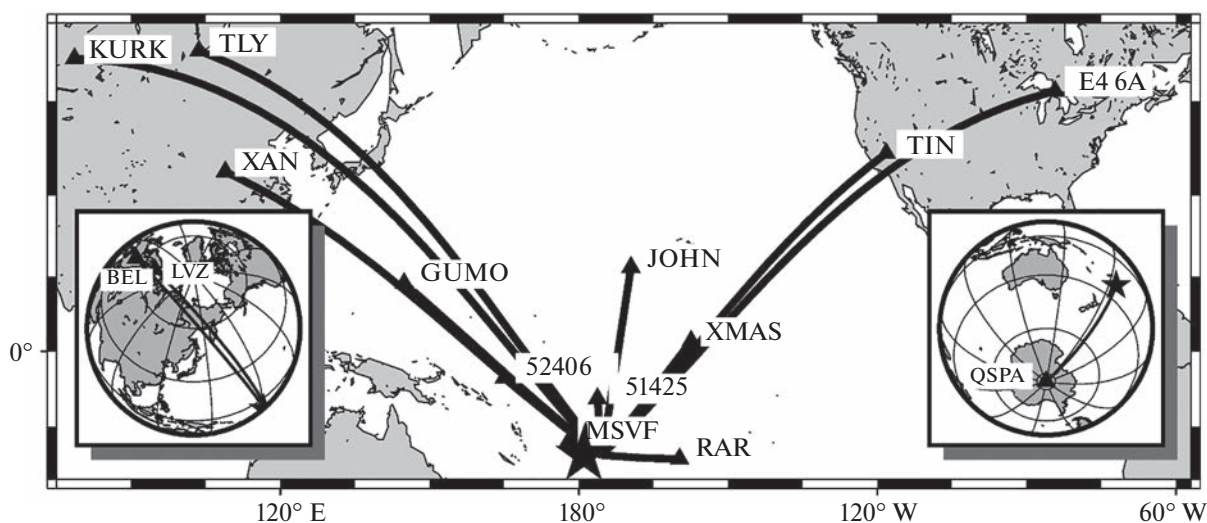 KURK
TLY
E4 6A
TIN
XAN
GUMO
JOHN
BEL
LVZ
XMAS
0°
52406
51425
QSPA
MSVF
RAR
120° E
180°
120° W
60° W